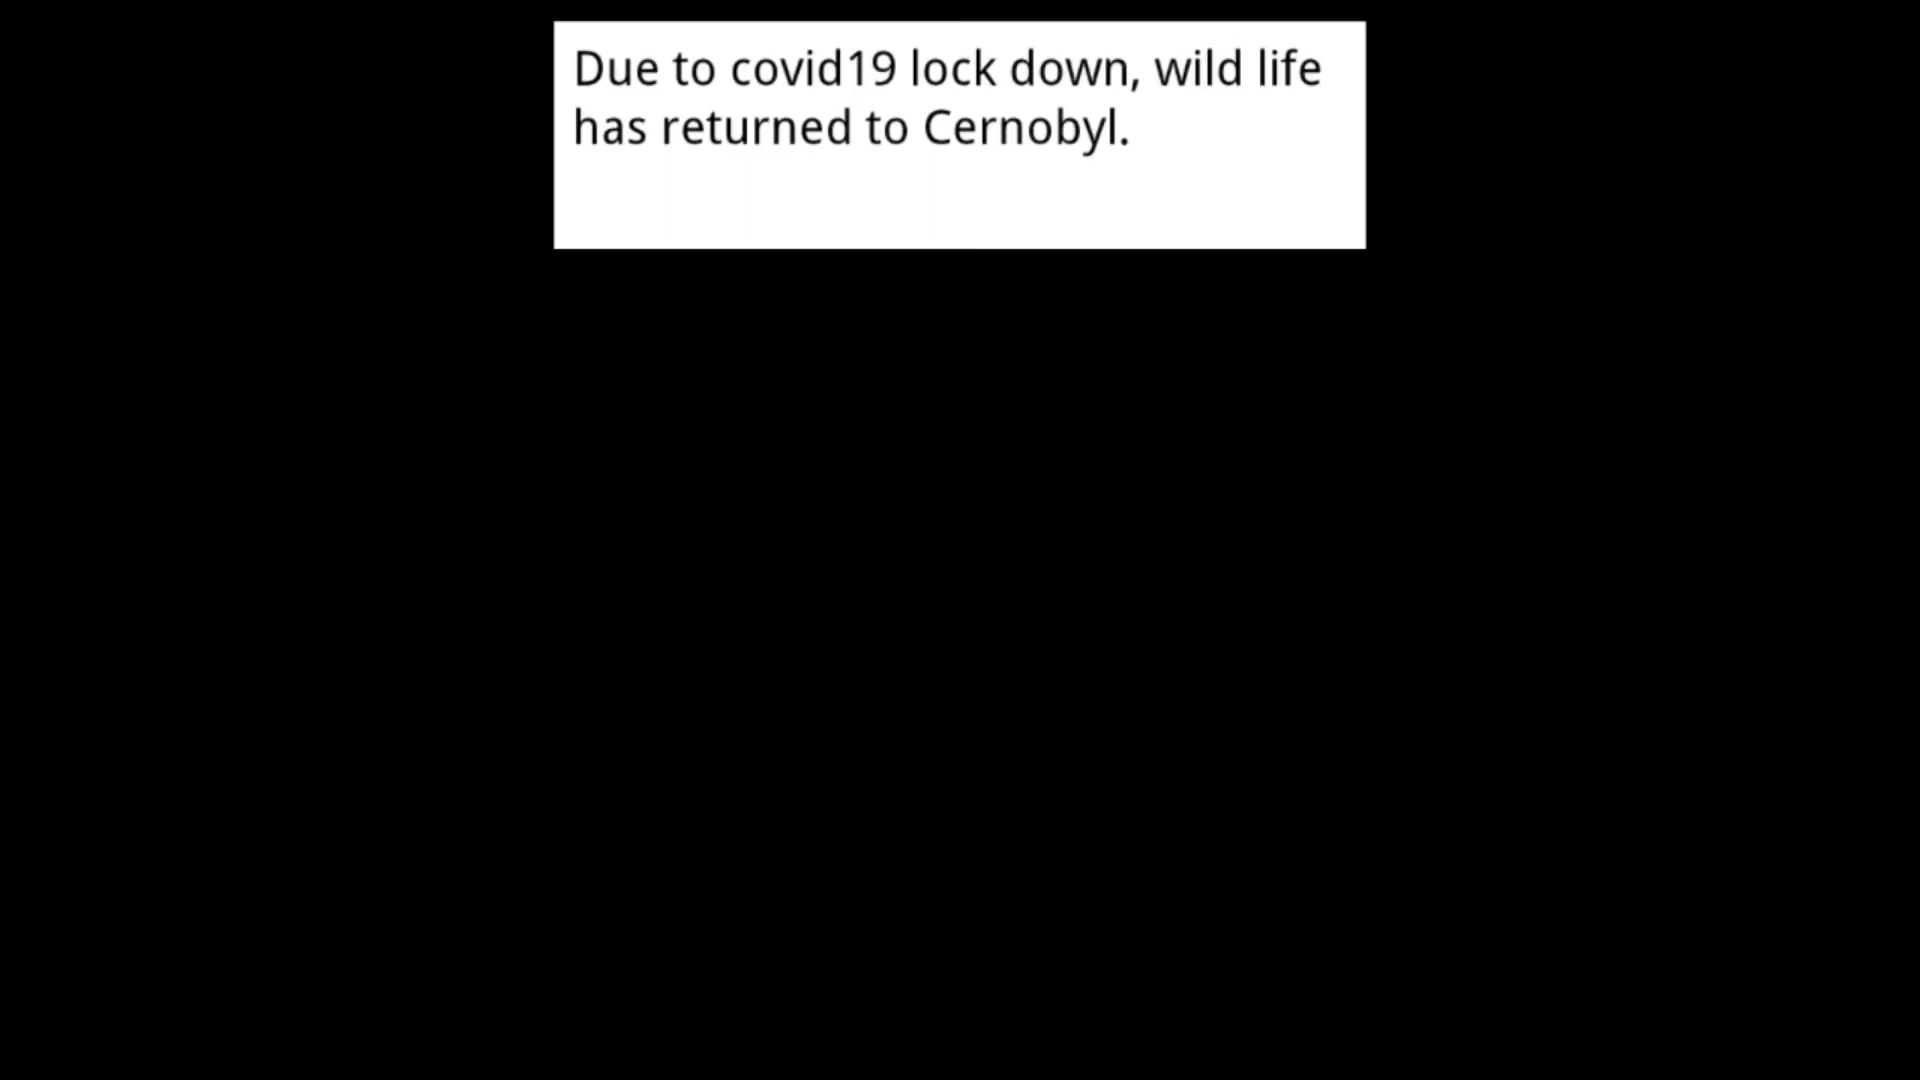 Due to covid19 lock down, wild life
has returned to Cernobyl.